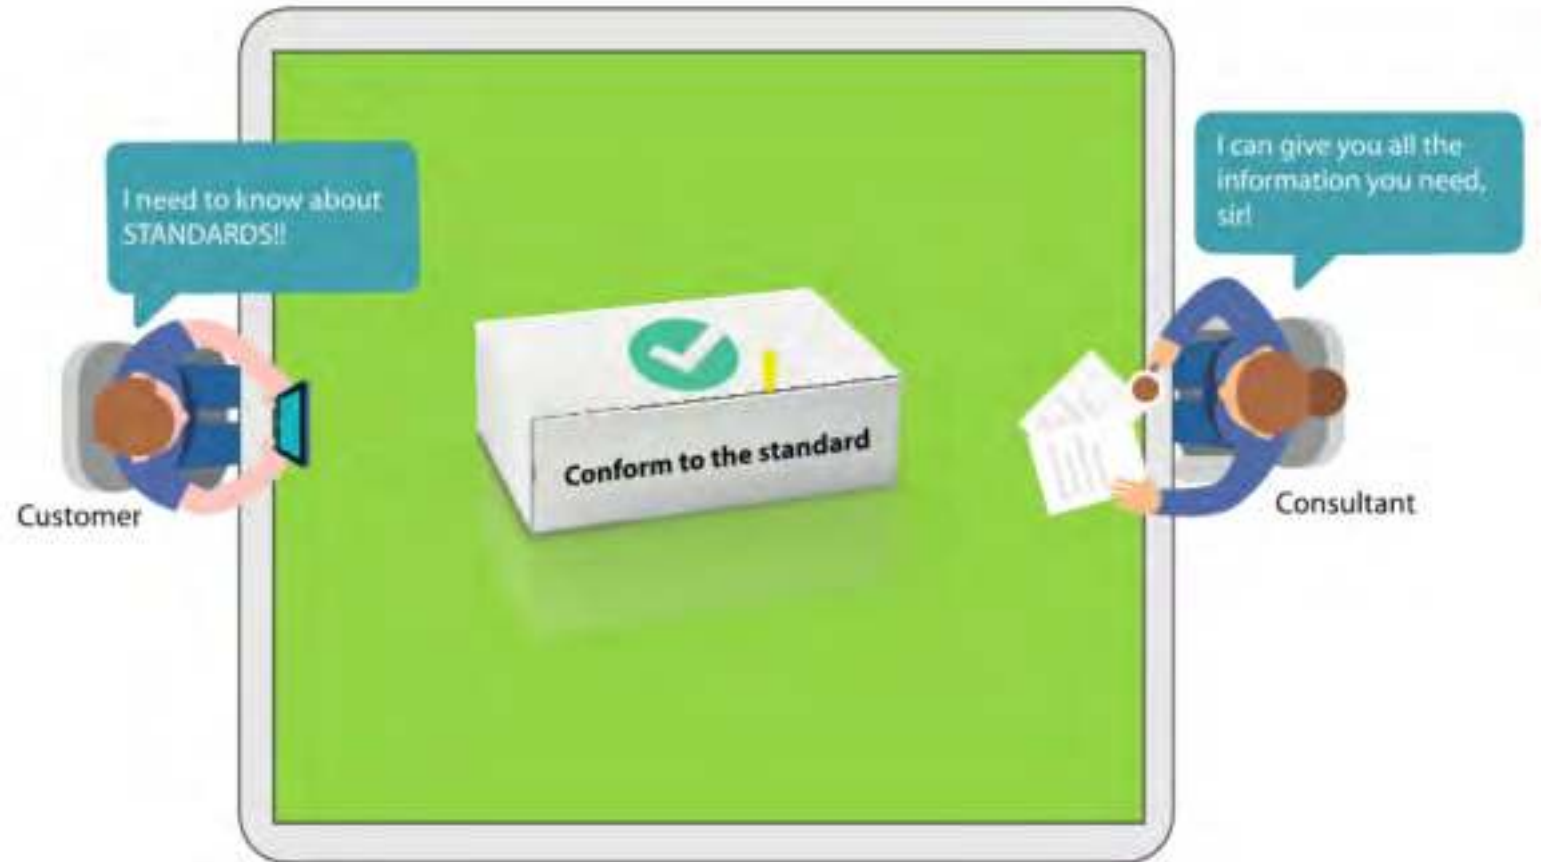 I need to know about
STANDARDS!!
I can give you all the
information you need,
sir!
Conform to the standard
Customer
Consultant